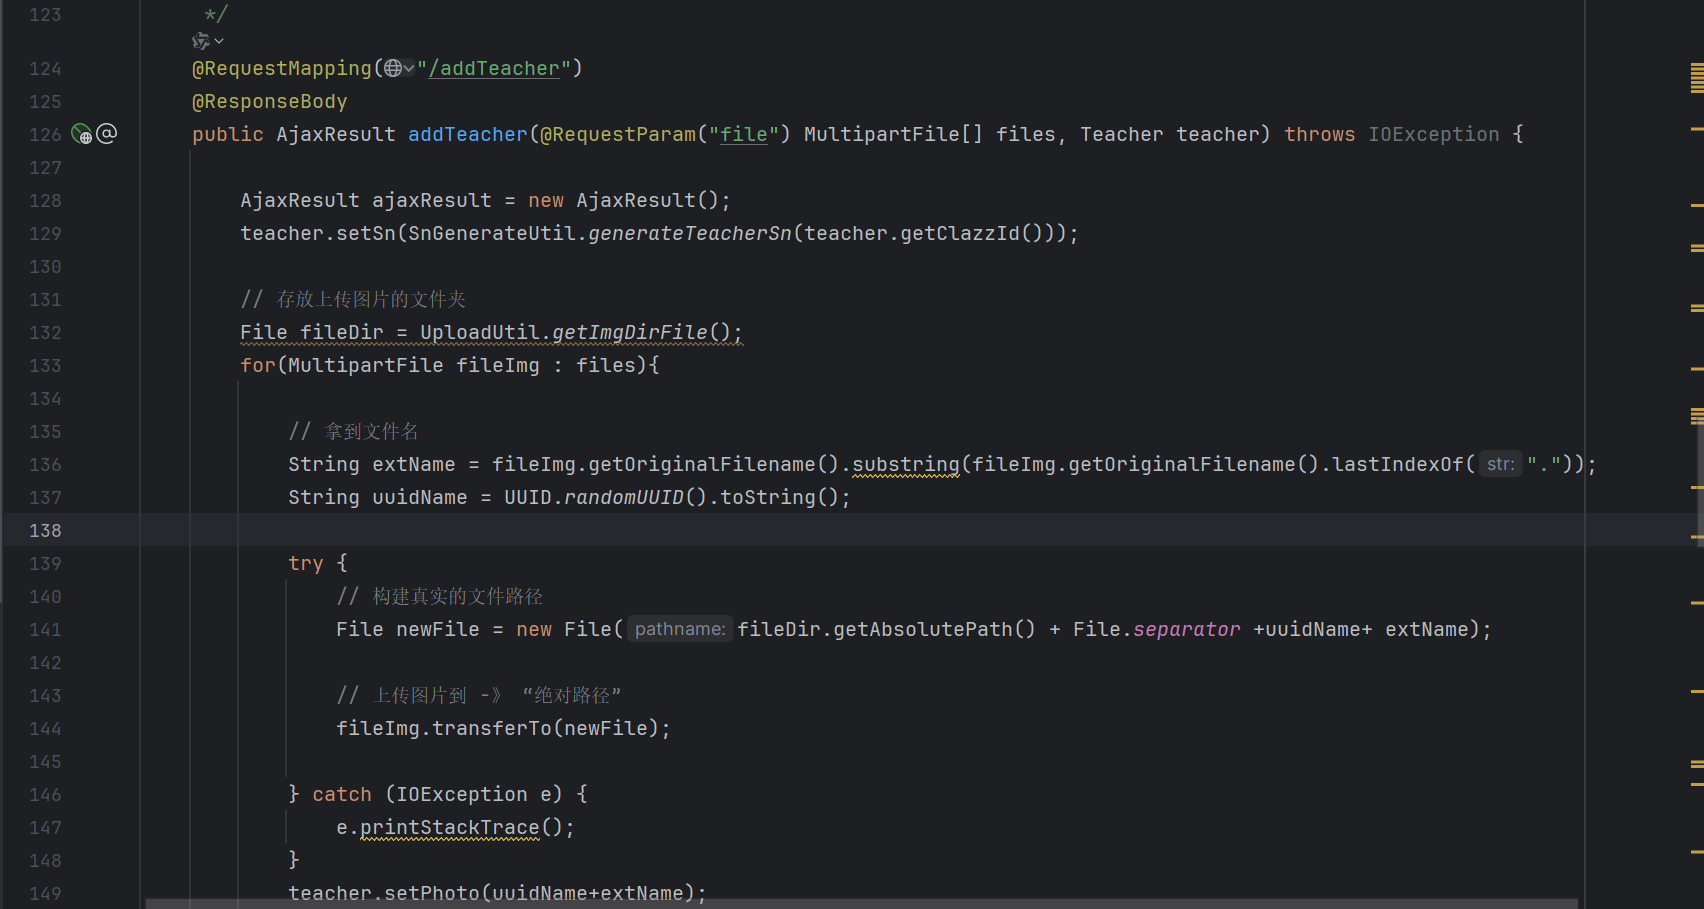 123 */
124 @RequestMapping("/addTeacher")
125 @ResponseBody
126 public AjaxResult addTeacher(@RequestParam("file") MultipartFile[] files, Teacher teacher) throws IOException {
127
128 AjaxResult ajaxResult = new AjaxResult();
129 teacher.setSn(SnGenerateUtil.generateTeacherSn(teacher.getClazzId()));
130
131 // 存放上传图片的文件夹
132 File fileDir = UploadUtil.getImgDirFile();
133 for(MultipartFile fileImg : files){
134
135 // 拿到文件名
136 String extName = fileImg.getOriginalFilename().substring(fileImg.getOriginalFilename().lastIndexOf( str: "."));
137 String uuidName = UUID.randomUUID().toString();
138
139 try {
140 // 构建真实的文件路径
141 File newFile = new File( pathname: fileDir.getAbsolutePath() + File.separator +uuidName+ extName);
142
143 // 上传图片到 -》 “绝对路径”
144 fileImg.transferTo(newFile);
145
146 } catch (IOException e) {
147 e.printStackTrace();
148 }
149 teacher.setPhoto(uuidName+extName);